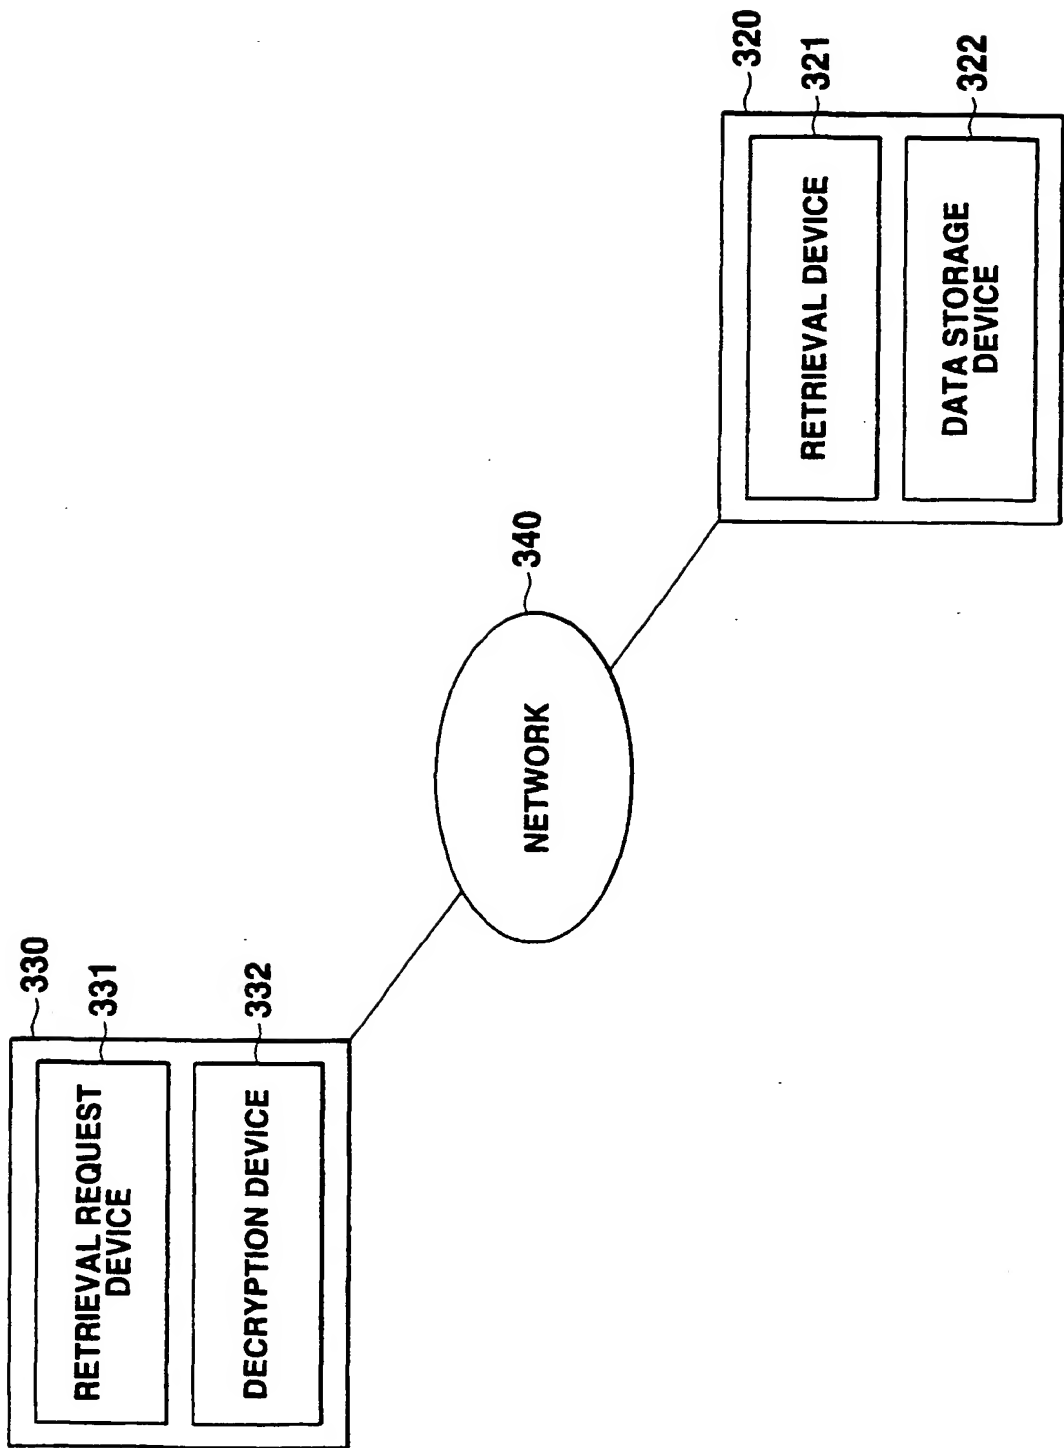 330
331
RETRIEVAL REQUEST
DEVICE
332
DECRYPTION DEVICE
340
NETWORK
320
321
RETRIEVAL DEVICE
322
DATA STORAGE
DEVICE